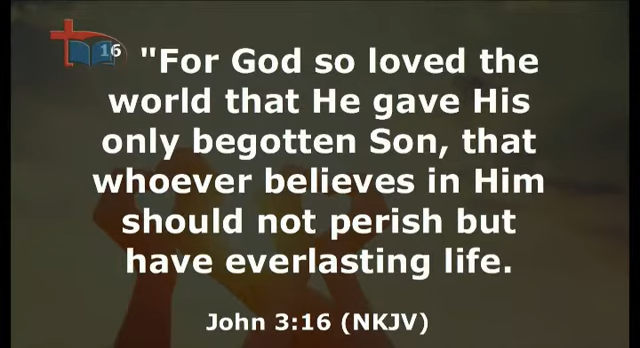 16 "For God so loved the
world that He gave His
only begotten Son, that
whoever believes in Him
should not perish but
have everlasting life.
John 3:16 (NKJV)